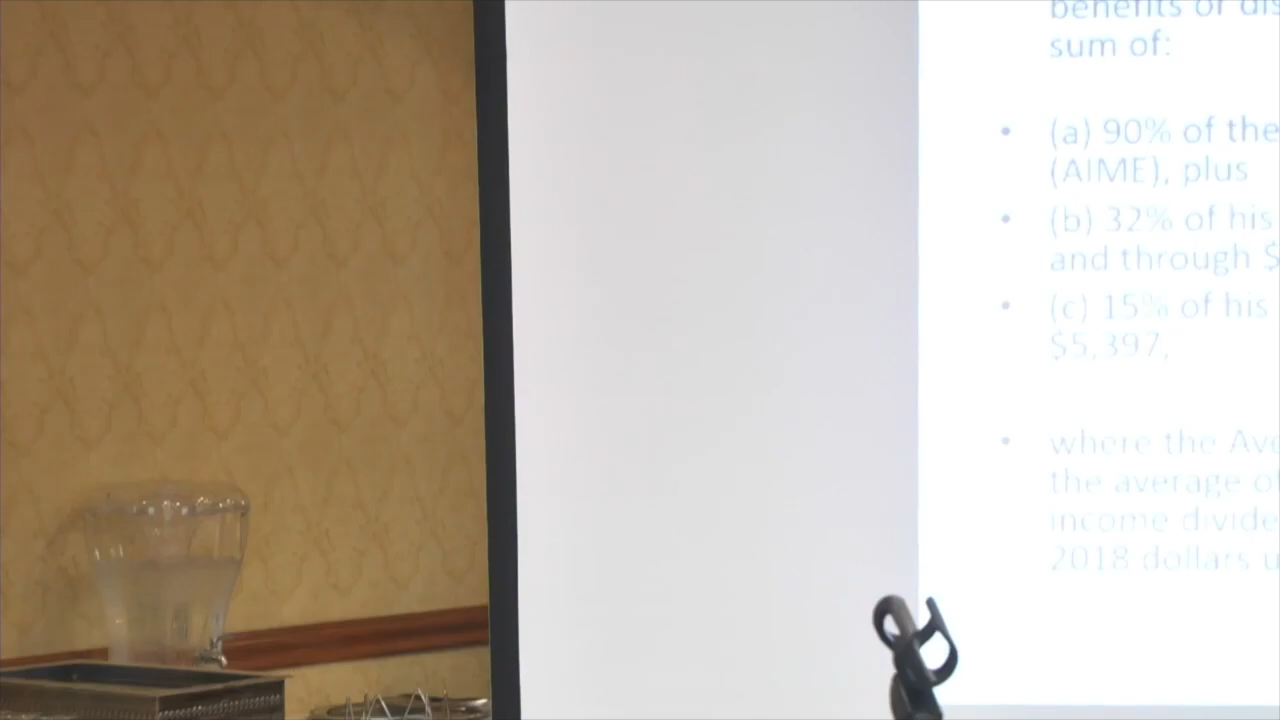 benefits or dis
sum of:
• (a) 90% of the
(AIME), plus
• (b) 32% of his
and through $
• (c) 15% of his
$5,397,
• where the Ave
the average of
income divide
2018 dollars u